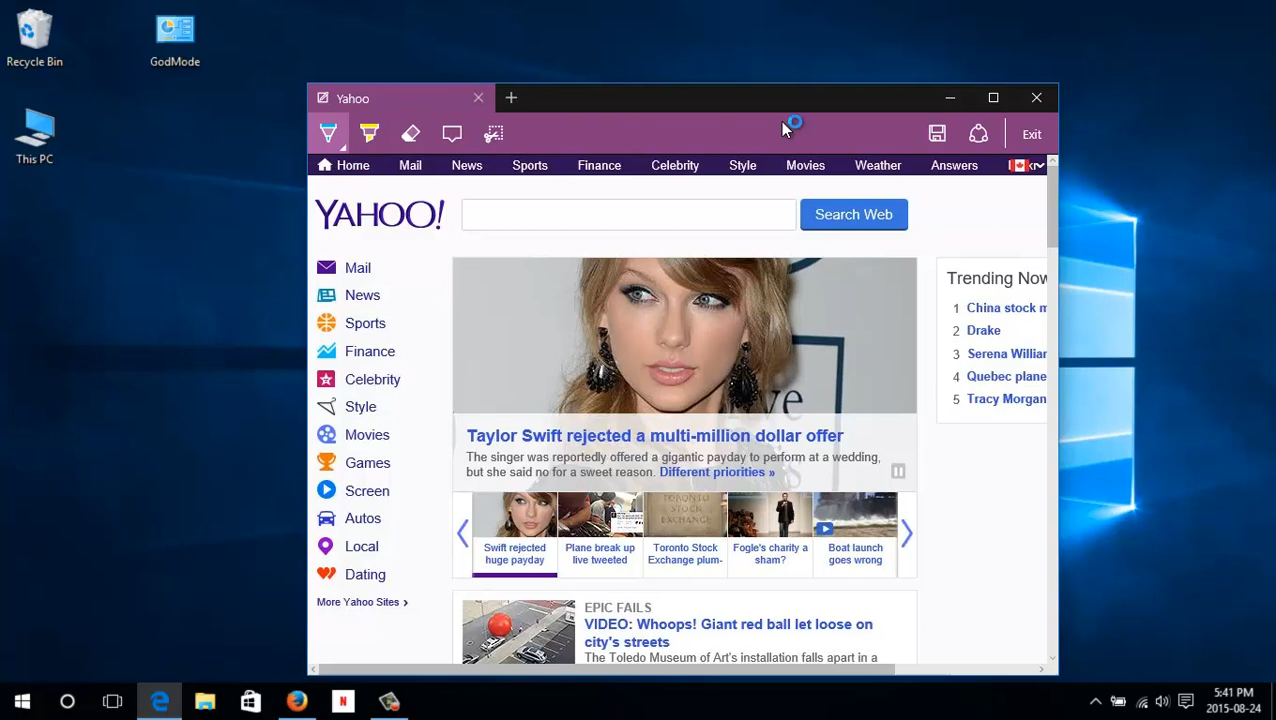 Recycle Bin
GodMode
This PC
Yahoo
Exit
Home Mail News Sports Finance Celebrity Style Movies Weather Answers
YAHOO!
Search Web
Mail
News
Sports
Finance
Celebrity
Style
Movies
Games
Screen
Autos
Local
Dating
More Yahoo Sites >
Taylor Swift rejected a multi-million dollar offer
The singer was reportedly offered a gigantic payday to perform at a wedding,
but she said no for a sweet reason. Different priorities »
Swift rejected
huge payday
Plane break up
live tweeted
TORONTO
STOCK
EXCHANGE
Toronto Stock
Exchange plum-
Fogle's charity a
sham?
Boat launch
goes wrong
EPIC FAILS
VIDEO: Whoops! Giant red ball let loose on
city's streets
The Toledo Museum of Art's installation falls apart in a
Trending Now
1 China stock m
2 Drake
3 Serena Williar
4 Quebec plane
5 Tracy Morgan
N
5:41 PM
2015-08-24